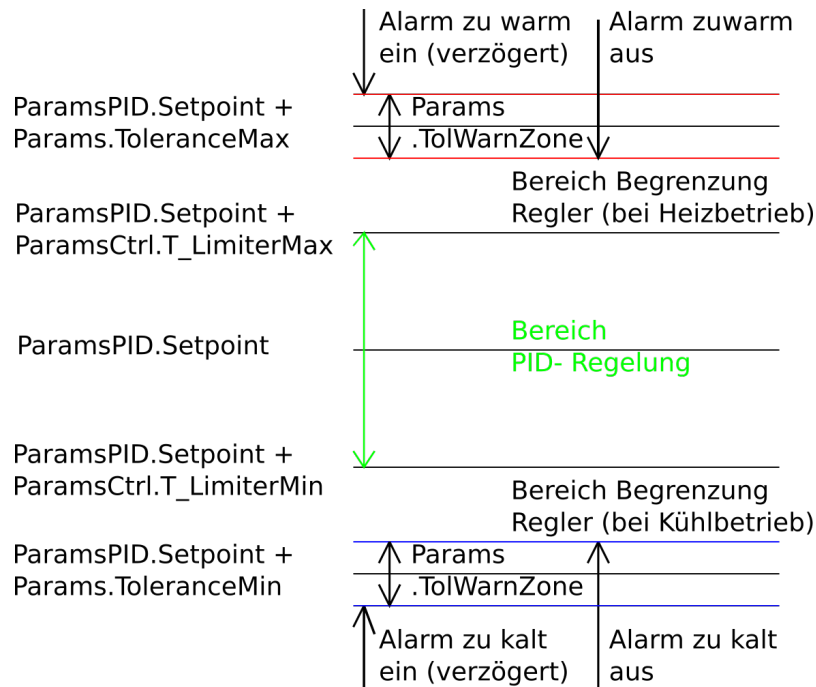 Alarm zu warm
ein (verzögert)
Alarm zuwarm
aus
ParamsPID.Setpoint +
Params.ToleranceMax
Params
.TolWarnZone
Bereich Begrenzung
Regler (bei Heizbetrieb)
ParamsPID.Setpoint +
ParamsCtrl.T_LimiterMax
ParamsPID.Setpoint
Bereich
PID- Regelung
ParamsPID.Setpoint +
ParamsCtrl.T_LimiterMin
Bereich Begrenzung
Regler (bei Kühlbetrieb)
ParamsPID.Setpoint +
Params.ToleranceMin
Params
.TolWarnZone
Alarm zu kalt
ein (verzögert)
Alarm zu kalt
aus